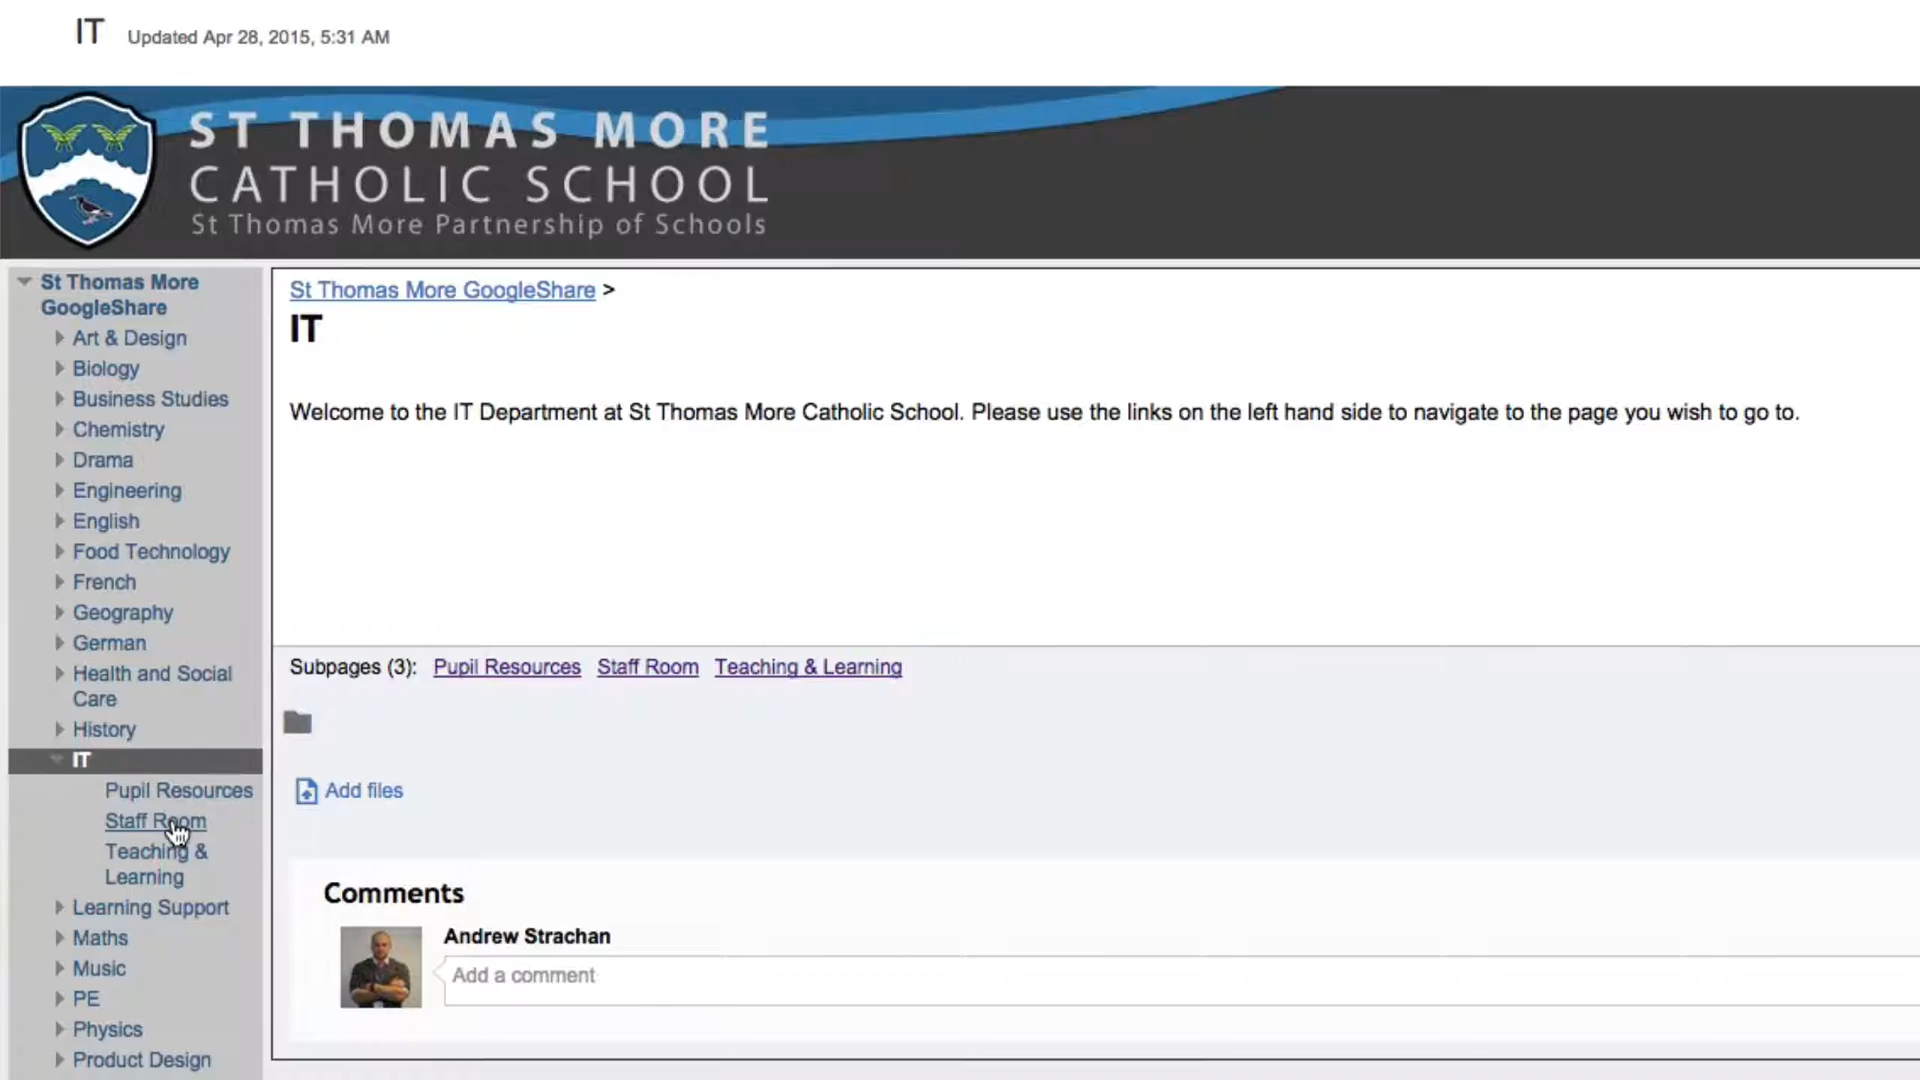 IT Updated Apr 28, 2015, 5:31 AM
ST THOMAS MORE
CATHOLIC SCHOOL
St Thomas More Partnership of Schools
St Thomas More
GoogleShare
Art & Design
Biology
Business Studies
Chemistry
Drama
Engineering
English
Food Technology
French
Geography
German
Health and Social
Care
History
IT
Pupil Resources
Staff Room
Teaching &
Learning
Learning Support
Maths
Music
PE
Physics
Product Design
St Thomas More GoogleShare >
IT
Welcome to the IT Department at St Thomas More Catholic School. Please use the links on the left hand side to navigate to the page you wish to go to.
Subpages (3): Pupil Resources Staff Room Teaching & Learning
Add files
Comments
Andrew Strachan
Add a comment